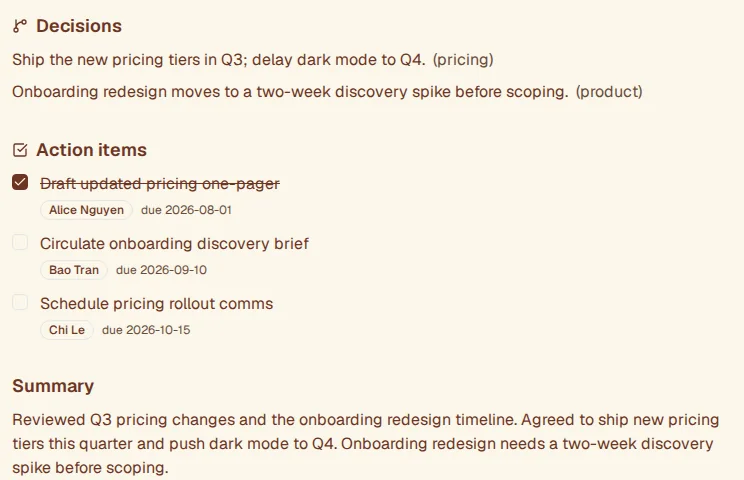 Decisions
Ship the new pricing tiers in Q3; delay dark mode to Q4. (pricing)
Onboarding redesign moves to a two-week discovery spike before scoping. (product)
Action items
Draft updated pricing one-pager
Alice Nguyen due 2026-08-01
Circulate onboarding discovery brief
Bao Tran due 2026-09-10
Schedule pricing rollout comms
Chi Le due 2026-10-15
Summary
Reviewed Q3 pricing changes and the onboarding redesign timeline. Agreed to ship new pricing
tiers this quarter and push dark mode to Q4. Onboarding redesign needs a two-week discovery
spike before scoping.